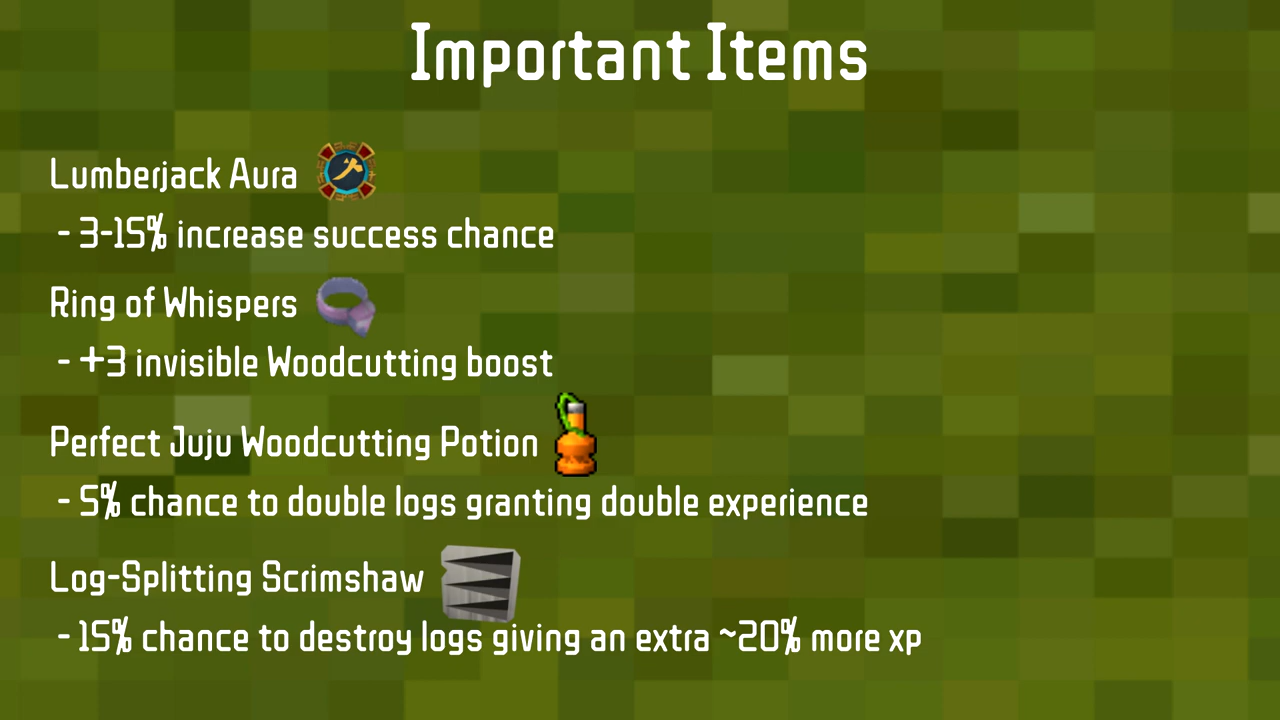 Important Items
Lumberjack Aura
- 3-15% increase success chance
Ring of Whispers
- +3 invisible Woodcutting boost
Perfect Juju Woodcutting Potion
- 5% chance to double logs granting double experience
Log-Splitting Scrimshaw
- 15% chance to destroy logs giving an extra ~20% more xp